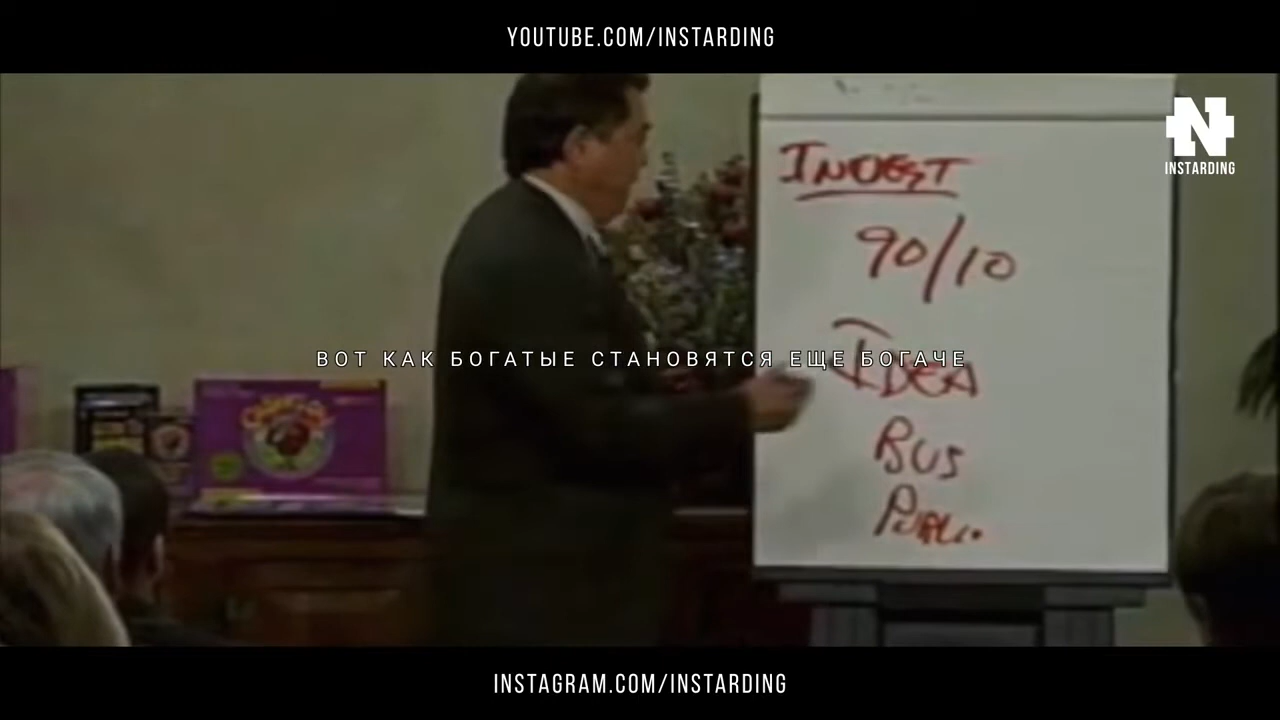 YOUTUBE.COM/INSTARDING
N
INSTARDING
INVEST
90/10
ВОТ КАК БОГАТЫЕ СТАНОВЯТСЯ ЕЩЕ БОГАЧЕ
IDEA
BUS
INSTAGRAM.COM/INSTARDING